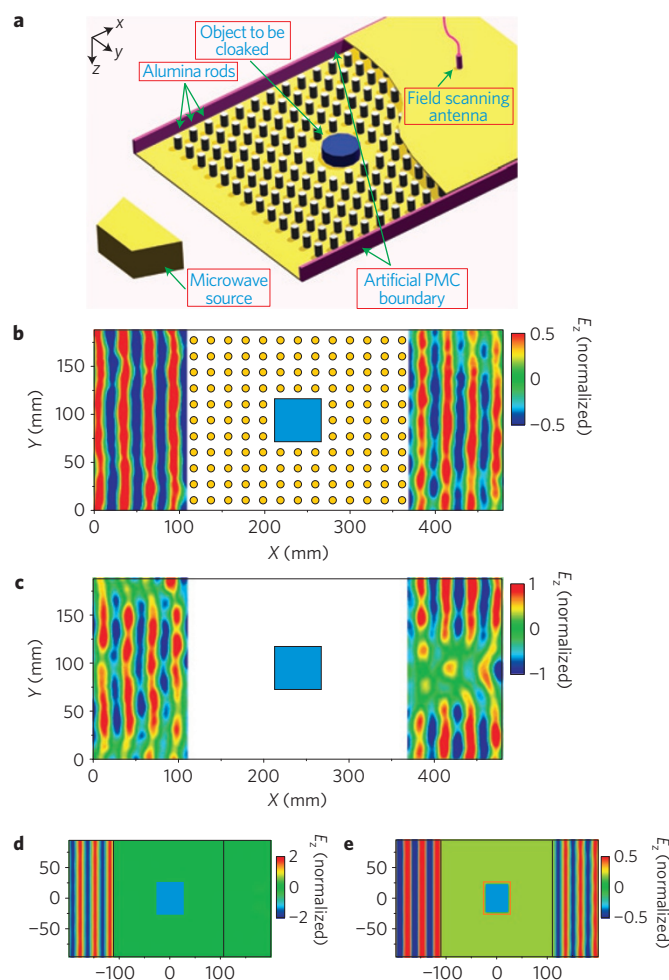 a
x
y
z
Object to be
cloaked
Alumina rods
Field scanning
antenna
Microwave
source
Artificial PMC
boundary
b
150
100
50
0
Y (mm)
0 100 200 300 400
X (mm)
0.5
0
−0.5
E_z (normalized)
c
150
100
50
0
Y (mm)
0 100 200 300 400
X (mm)
1
0
−1
E_z (normalized)
d
50
0
−50
−100 0 100
2
0
−2
E_z (normalized)
e
50
0
−50
−100 0 100
0.5
0
−0.5
E_z (normalized)